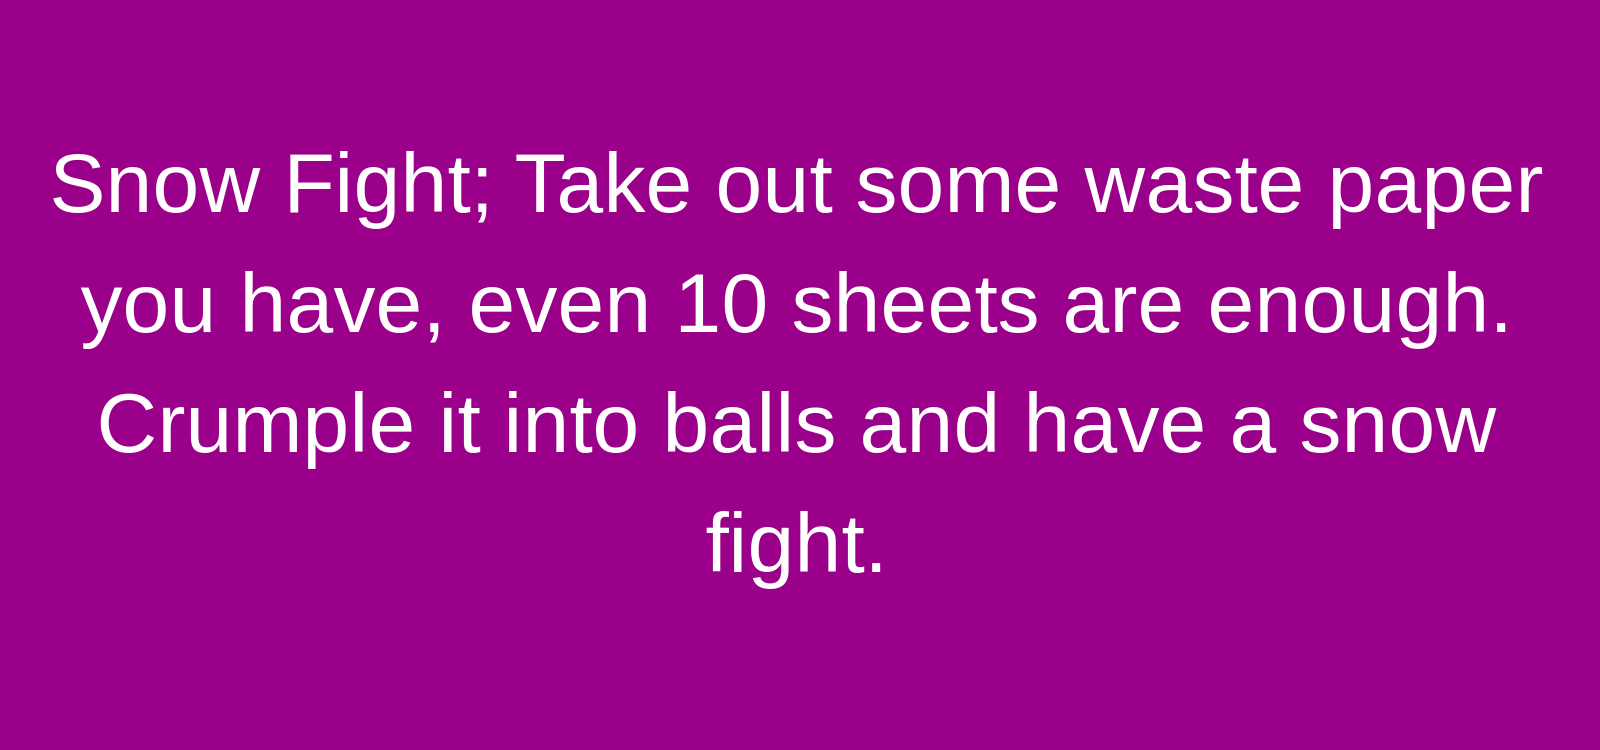 Snow Fight; Take out some waste paper
you have, even 10 sheets are enough.
Crumple it into balls and have a snow
fight.